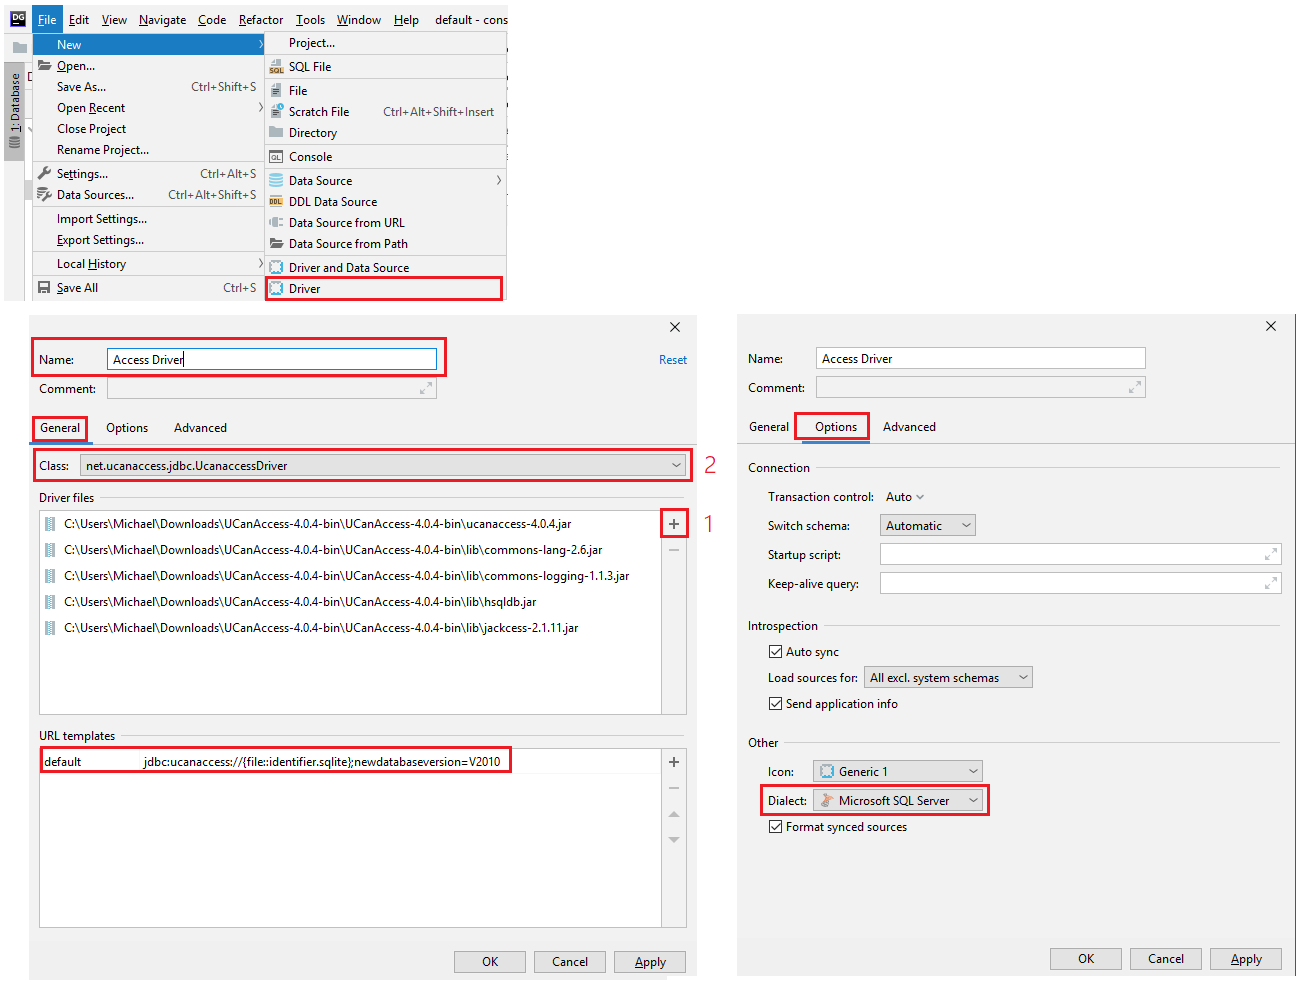 DG File Edit View Navigate Code Refactor Tools Window Help default - cons
New
Open...
Save As... Ctrl+Shift+S
Open Recent
Close Project
Rename Project...
Settings... Ctrl+Alt+S
Data Sources... Ctrl+Alt+Shift+S
Import Settings...
Export Settings...
Local History
Save All Ctrl+S
1: Database
Project...
SQL File
File
Scratch File Ctrl+Alt+Shift+Insert
Directory
Console
Data Source
DDL Data Source
Data Source from URL
Data Source from Path
Driver and Data Source
Driver
Name: Access Driver Reset
Comment:
General Options Advanced
Class: net.ucanaccess.jdbc.UcanaccessDriver 2
Driver files
C:\Users\Michael\Downloads\UCanAccess-4.0.4-bin\UCanAccess-4.0.4-bin\ucanaccess-4.0.4.jar 1
C:\Users\Michael\Downloads\UCanAccess-4.0.4-bin\UCanAccess-4.0.4-bin\lib\commons-lang-2.6.jar
C:\Users\Michael\Downloads\UCanAccess-4.0.4-bin\UCanAccess-4.0.4-bin\lib\commons-logging-1.1.3.jar
C:\Users\Michael\Downloads\UCanAccess-4.0.4-bin\UCanAccess-4.0.4-bin\lib\hsqldb.jar
C:\Users\Michael\Downloads\UCanAccess-4.0.4-bin\UCanAccess-4.0.4-bin\lib\jackcess-2.1.11.jar
URL templates
default jdbc:ucanaccess://{file::identifier.sqlite};newdatabaseversion=V2010
OK Cancel Apply
Name: Access Driver
Comment:
General Options Advanced
Connection
Transaction control: Auto
Switch schema: Automatic
Startup script:
Keep-alive query:
Introspection
Auto sync
Load sources for: All excl. system schemas
Send application info
Other
Icon: Generic 1
Dialect: Microsoft SQL Server
Format synced sources
OK Cancel Apply